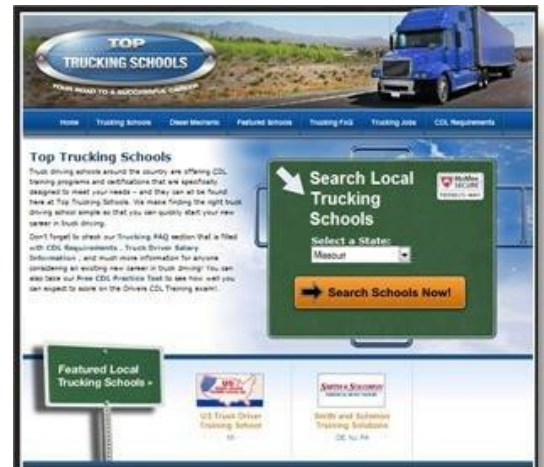 TOP
TRUCKING SCHOOLS
YOUR ROAD TO A SUCCESSFUL CAREER
Home Trucking Schools Diesel Mechanic Featured Schools Trucking FAQ Trucking Jobs CDL Requirements
Top Trucking Schools
Truck driving schools around the country are offering CDL
training programs and certifications that are specifically
designed to meet your needs – and they can all be found
here at Top Trucking Schools. We make finding the right truck
driving school simple so that you can quickly start your new
career in truck driving.
Don't forget to check our Trucking FAQ section that is filled
with CDL Requirements , Truck Driver Salary
Information , and much more information for anyone
considering an exciting new career in truck driving! You can
also take our Free CDL Practice Test to see how well you
can expect to score on the Drivers CDL Training exam!.
Search Local
Trucking
Schools
McAfee
SECURE
Select a State:
Missouri
Search Schools Now!
Featured Local
Trucking Schools »
US
US Truck Driver
Training School
MI
SMITH & SOLOMON
Smith and Solomon
Training Solutions
DE NJ PA